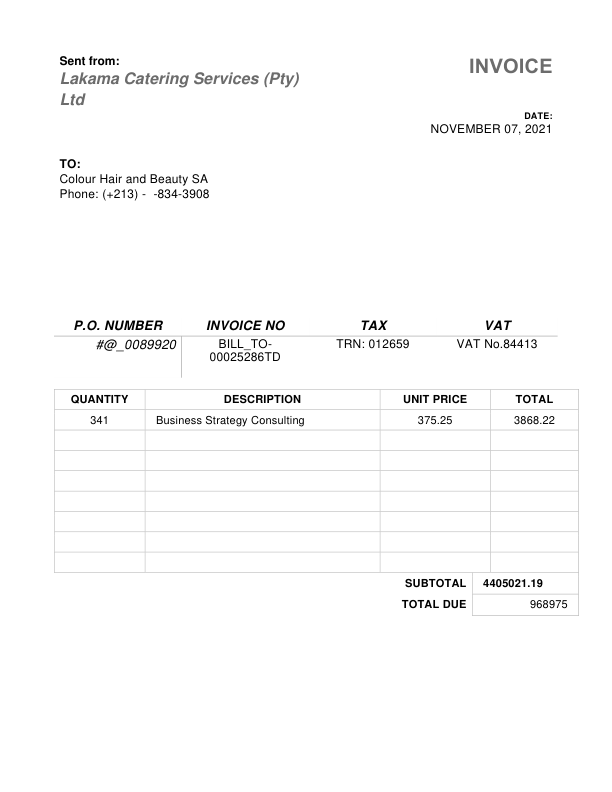 Sent from:
Lakama Catering Services (Pty)
Ltd
INVOICE
DATE:
NOVEMBER 07, 2021
TO:
Colour Hair and Beauty SA
Phone: (+213) -  -834-3908
P.O. NUMBER INVOICE NO TAX VAT
#@_0089920 BILL_TO- TRN: 012659 VAT No.84413
00025286TD
QUANTITY DESCRIPTION UNIT PRICE TOTAL
341 Business Strategy Consulting 375.25 3868.22
SUBTOTAL 4405021.19
TOTAL DUE 968975